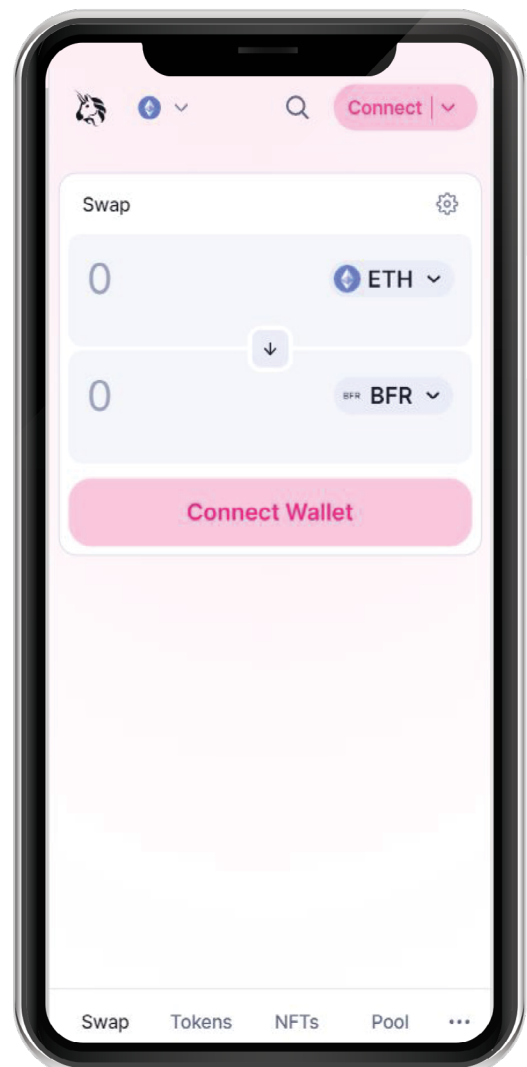 Connect
Swap
0
ETH
0
BFR BFR
Connect Wallet
Swap Tokens NFTs Pool